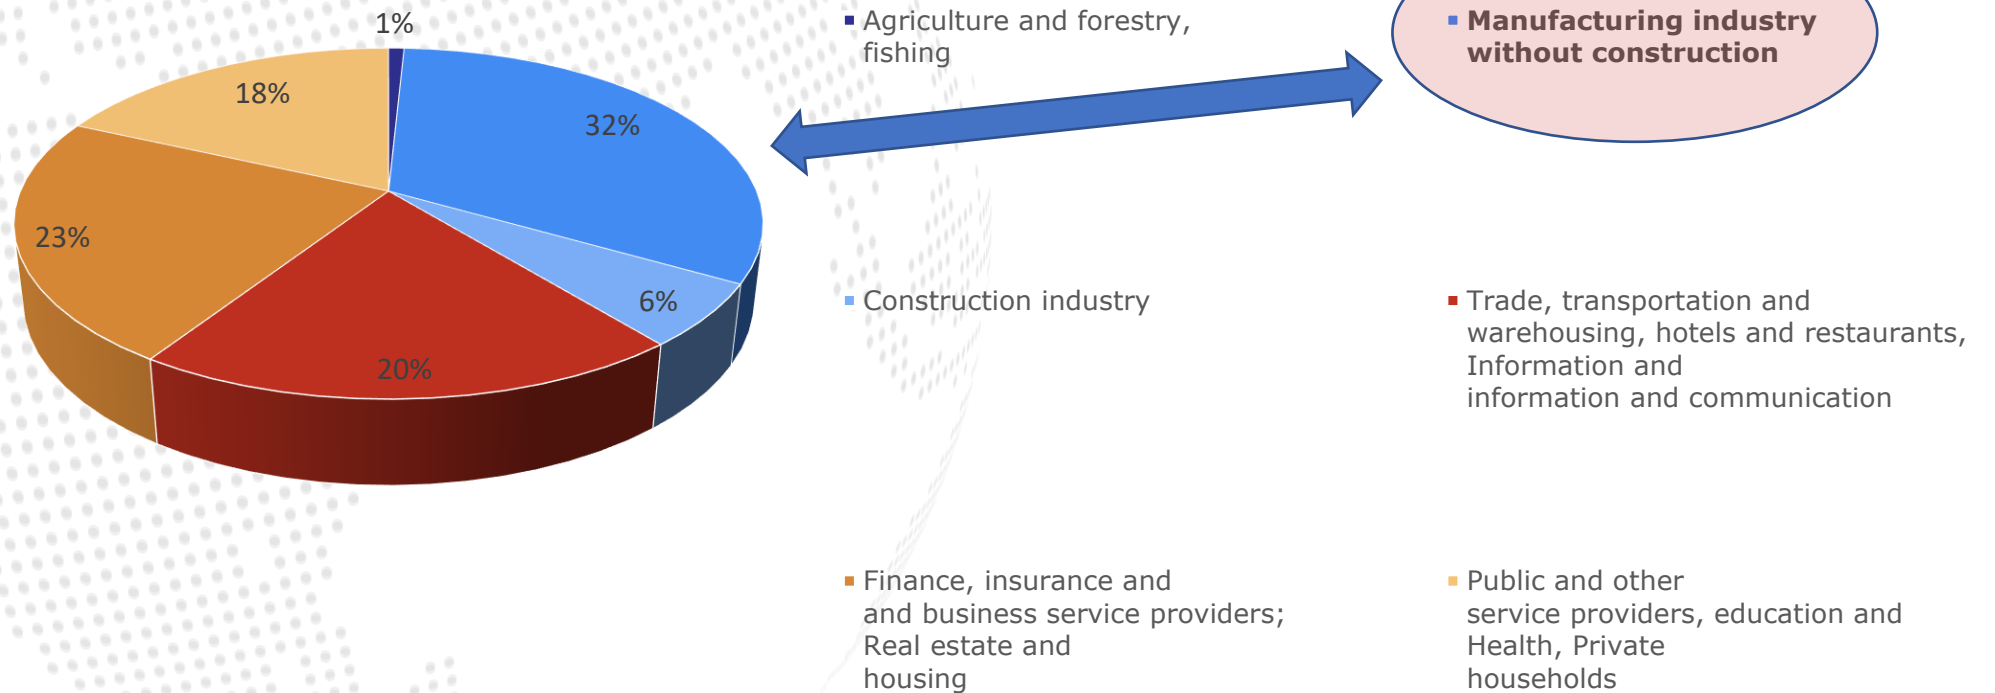 1%
18%
32%
23%
6%
20%
Agriculture and forestry,
fishing
Manufacturing industry
without construction
Construction industry
Trade, transportation and
warehousing, hotels and restaurants,
Information and
information and communication
Finance, insurance and
and business service providers;
Real estate and
housing
Public and other
service providers, education and
Health, Private
households